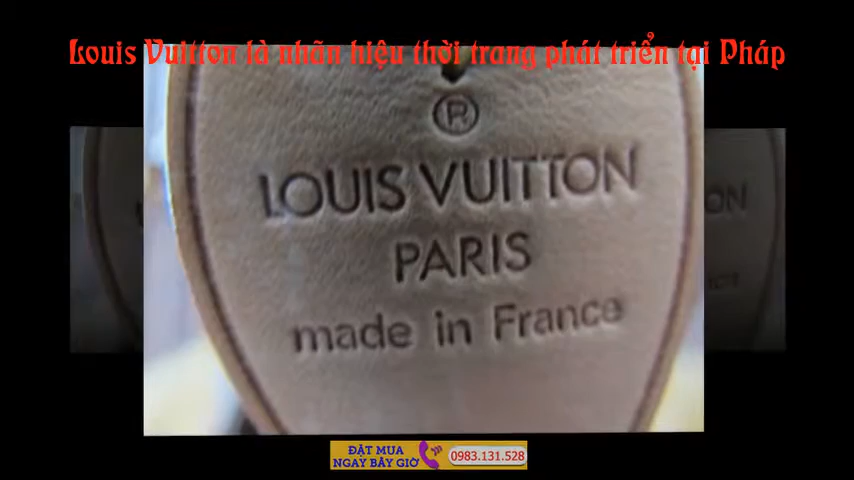 Louis Vuitton là nhãn hiệu thời trang phát triển tại Pháp
Ⓡ
LOUIS VUITTON
PARIS
made in France
ON
ĐẶT MUA
NGAY BÂY GIỜ
0983.131.528